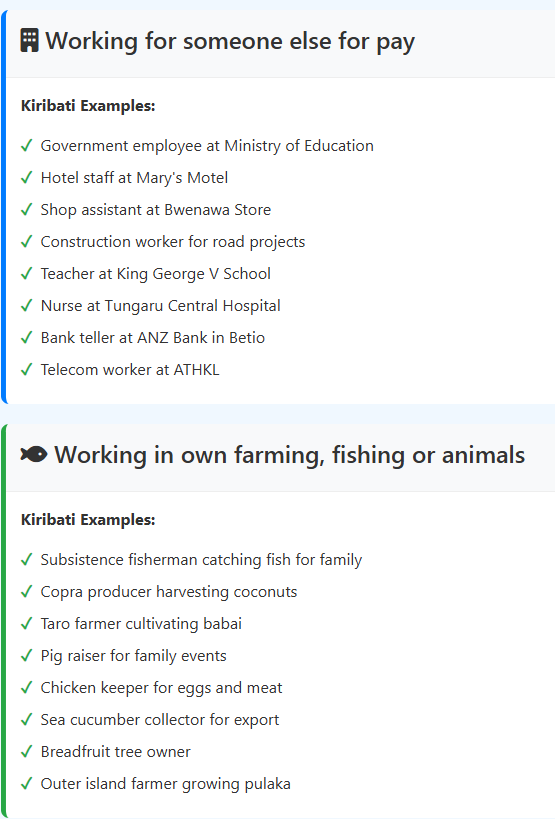 Working for someone else for pay
Kiribati Examples:
✓ Government employee at Ministry of Education
✓ Hotel staff at Mary's Motel
✓ Shop assistant at Bwenawa Store
✓ Construction worker for road projects
✓ Teacher at King George V School
✓ Nurse at Tungaru Central Hospital
✓ Bank teller at ANZ Bank in Betio
✓ Telecom worker at ATHKL
Working in own farming, fishing or animals
Kiribati Examples:
✓ Subsistence fisherman catching fish for family
✓ Copra producer harvesting coconuts
✓ Taro farmer cultivating babai
✓ Pig raiser for family events
✓ Chicken keeper for eggs and meat
✓ Sea cucumber collector for export
✓ Breadfruit tree owner
✓ Outer island farmer growing pulaka